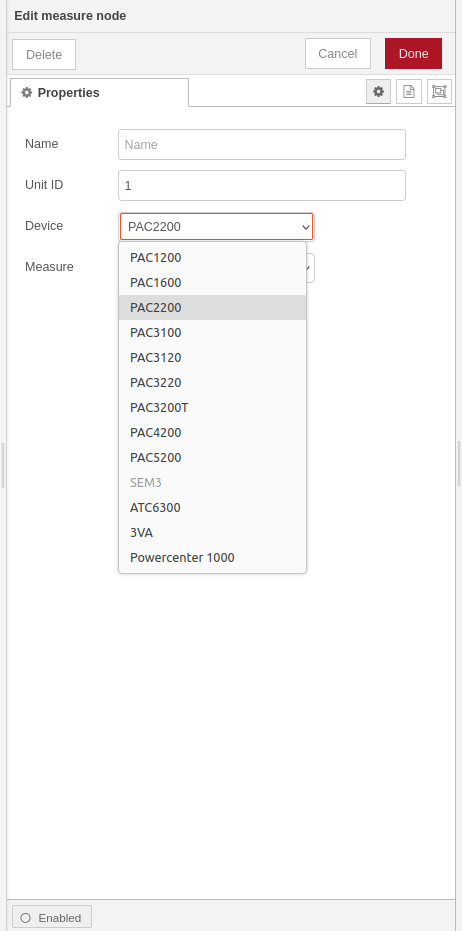 Edit measure node
Delete
Cancel
Done
Properties
Name
Name
Unit ID
1
Device
PAC2200
Measure
PAC1200
PAC1600
PAC2200
PAC3100
PAC3120
PAC3220
PAC3200T
PAC4200
PAC5200
SEM3
ATC6300
3VA
Powercenter 1000
Enabled